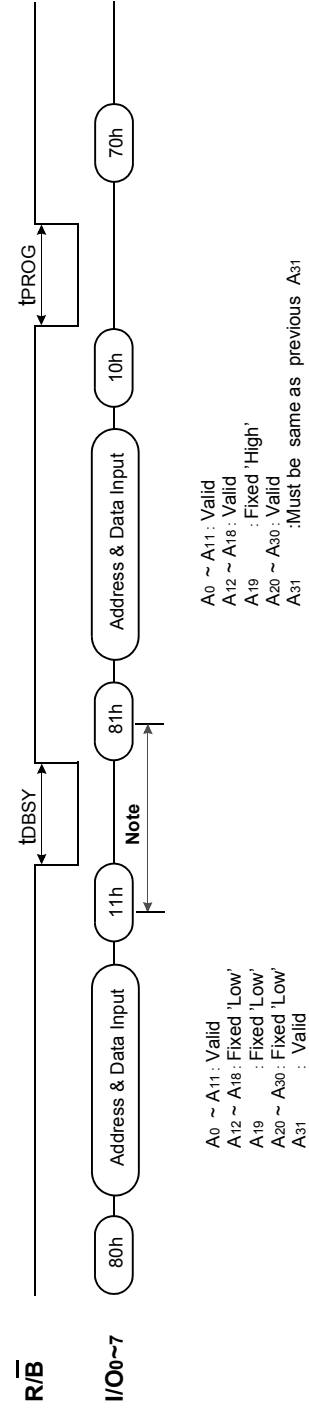 R/B
tDBSY
tPROG
I/O0~7
80h
Address & Data Input
11h
81h
Address & Data Input
10h
70h
Note
A0 ~ A11 : Valid
A12 ~ A18 : Fixed 'Low'
A19 : Fixed 'Low'
A20 ~ A30 : Fixed 'Low'
A31 : Valid
A0 ~ A11 : Valid
A12 ~ A18 : Valid
A19 : Fixed 'High'
A20 ~ A30 : Valid
A31 :Must be same as previous A31